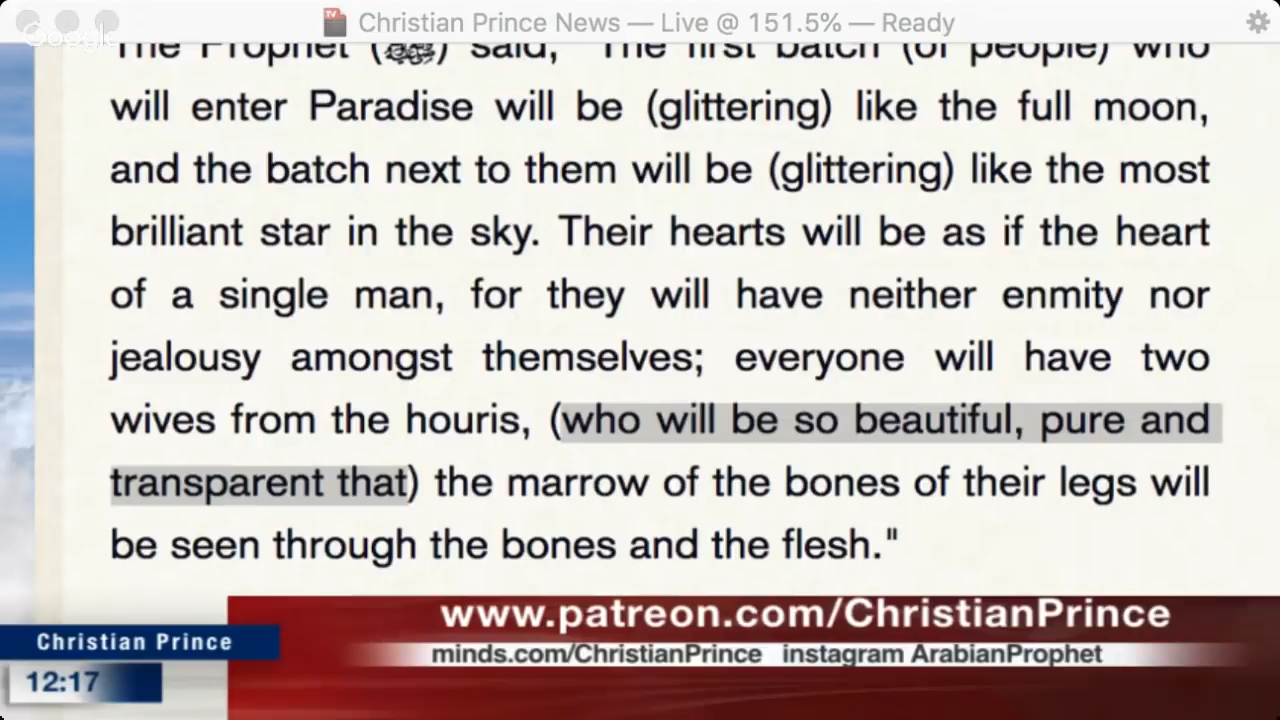 Christian Prince News — Live @ 151.5% — Ready
Google
The Prophet (ﷺ) said, "The first batch (of people) who
will enter Paradise will be (glittering) like the full moon,
and the batch next to them will be (glittering) like the most
brilliant star in the sky. Their hearts will be as if the heart
of a single man, for they will have neither enmity nor
jealousy amongst themselves; everyone will have two
wives from the houris, (who will be so beautiful, pure and
transparent that) the marrow of the bones of their legs will
be seen through the bones and the flesh."
www.patreon.com/ChristianPrince
Christian Prince
minds.com/ChristianPrince instagram ArabianProphet
12:17